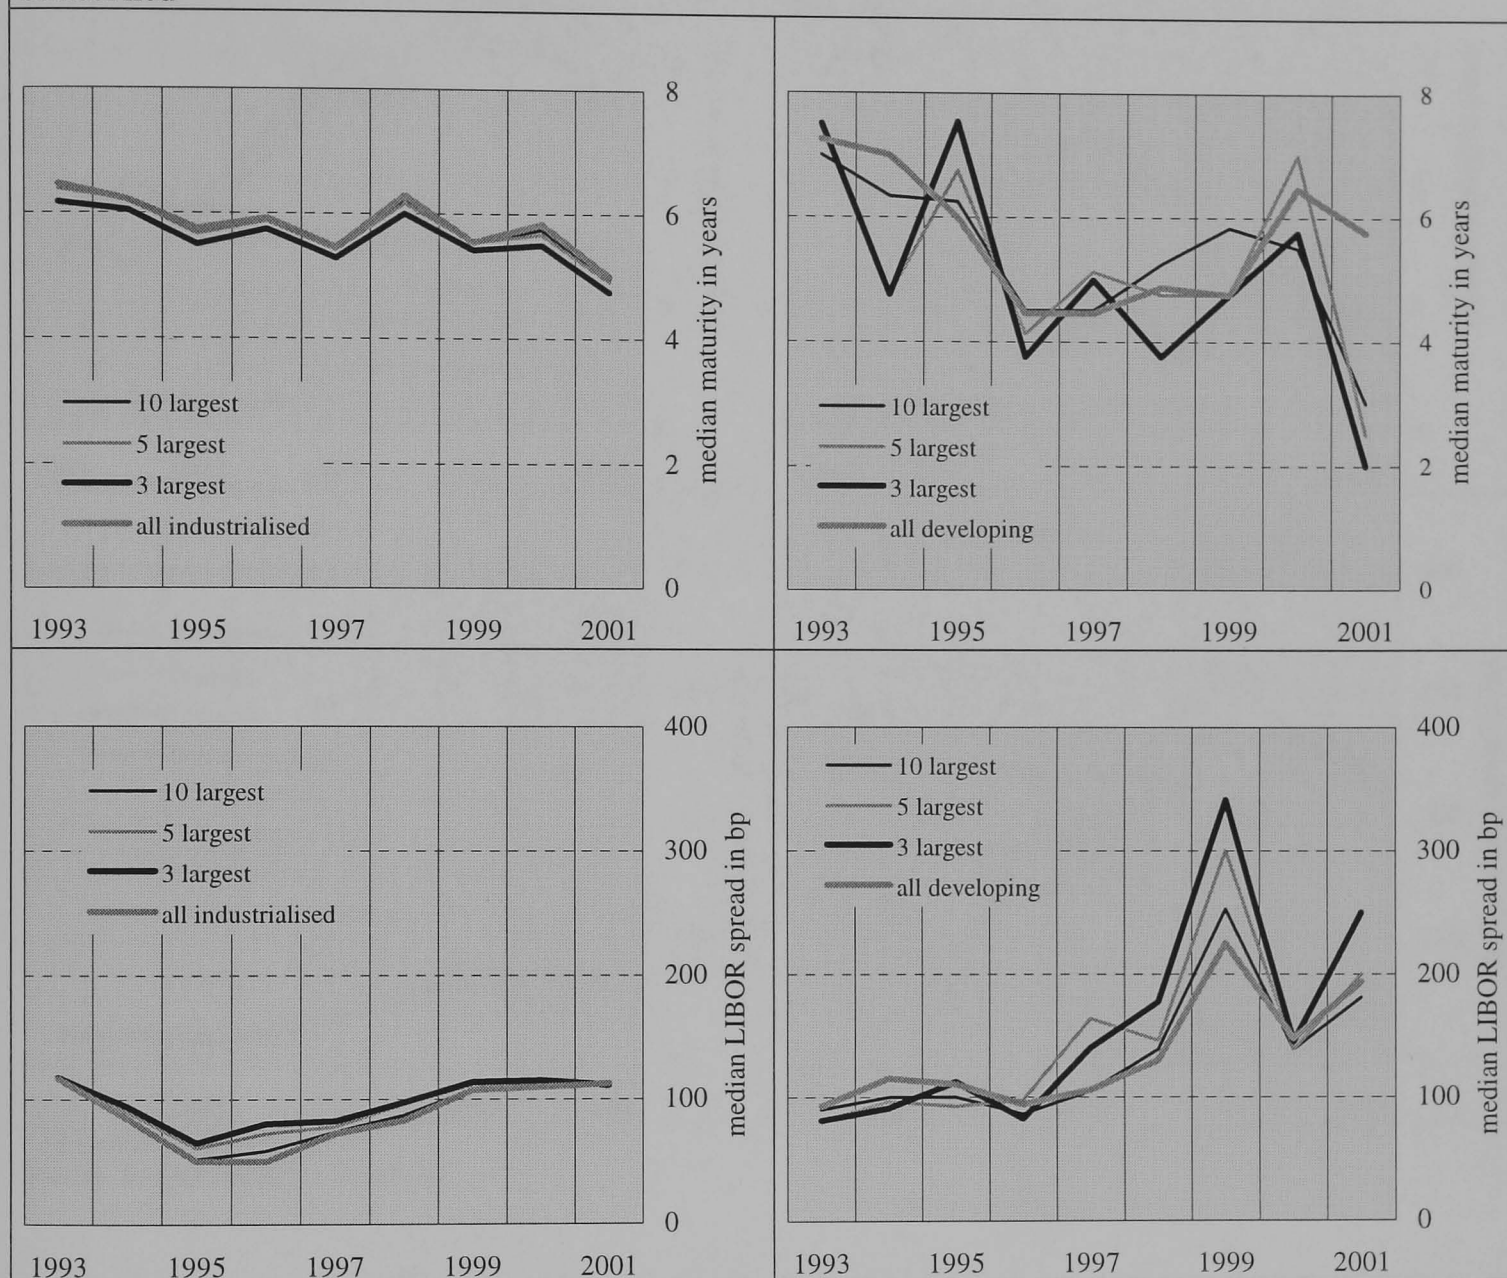 8
6
4
2
0
median maturity in years
10 largest
5 largest
3 largest
all industrialised
1993 1995 1997 1999 2001
8
6
4
2
0
median maturity in years
10 largest
5 largest
3 largest
all developing
1993 1995 1997 1999 2001
400
300
200
100
0
median LIBOR spread in bp
10 largest
5 largest
3 largest
all industrialised
1993 1995 1997 1999 2001
400
300
200
100
0
median LIBOR spread in bp
10 largest
5 largest
3 largest
all developing
1993 1995 1997 1999 2001